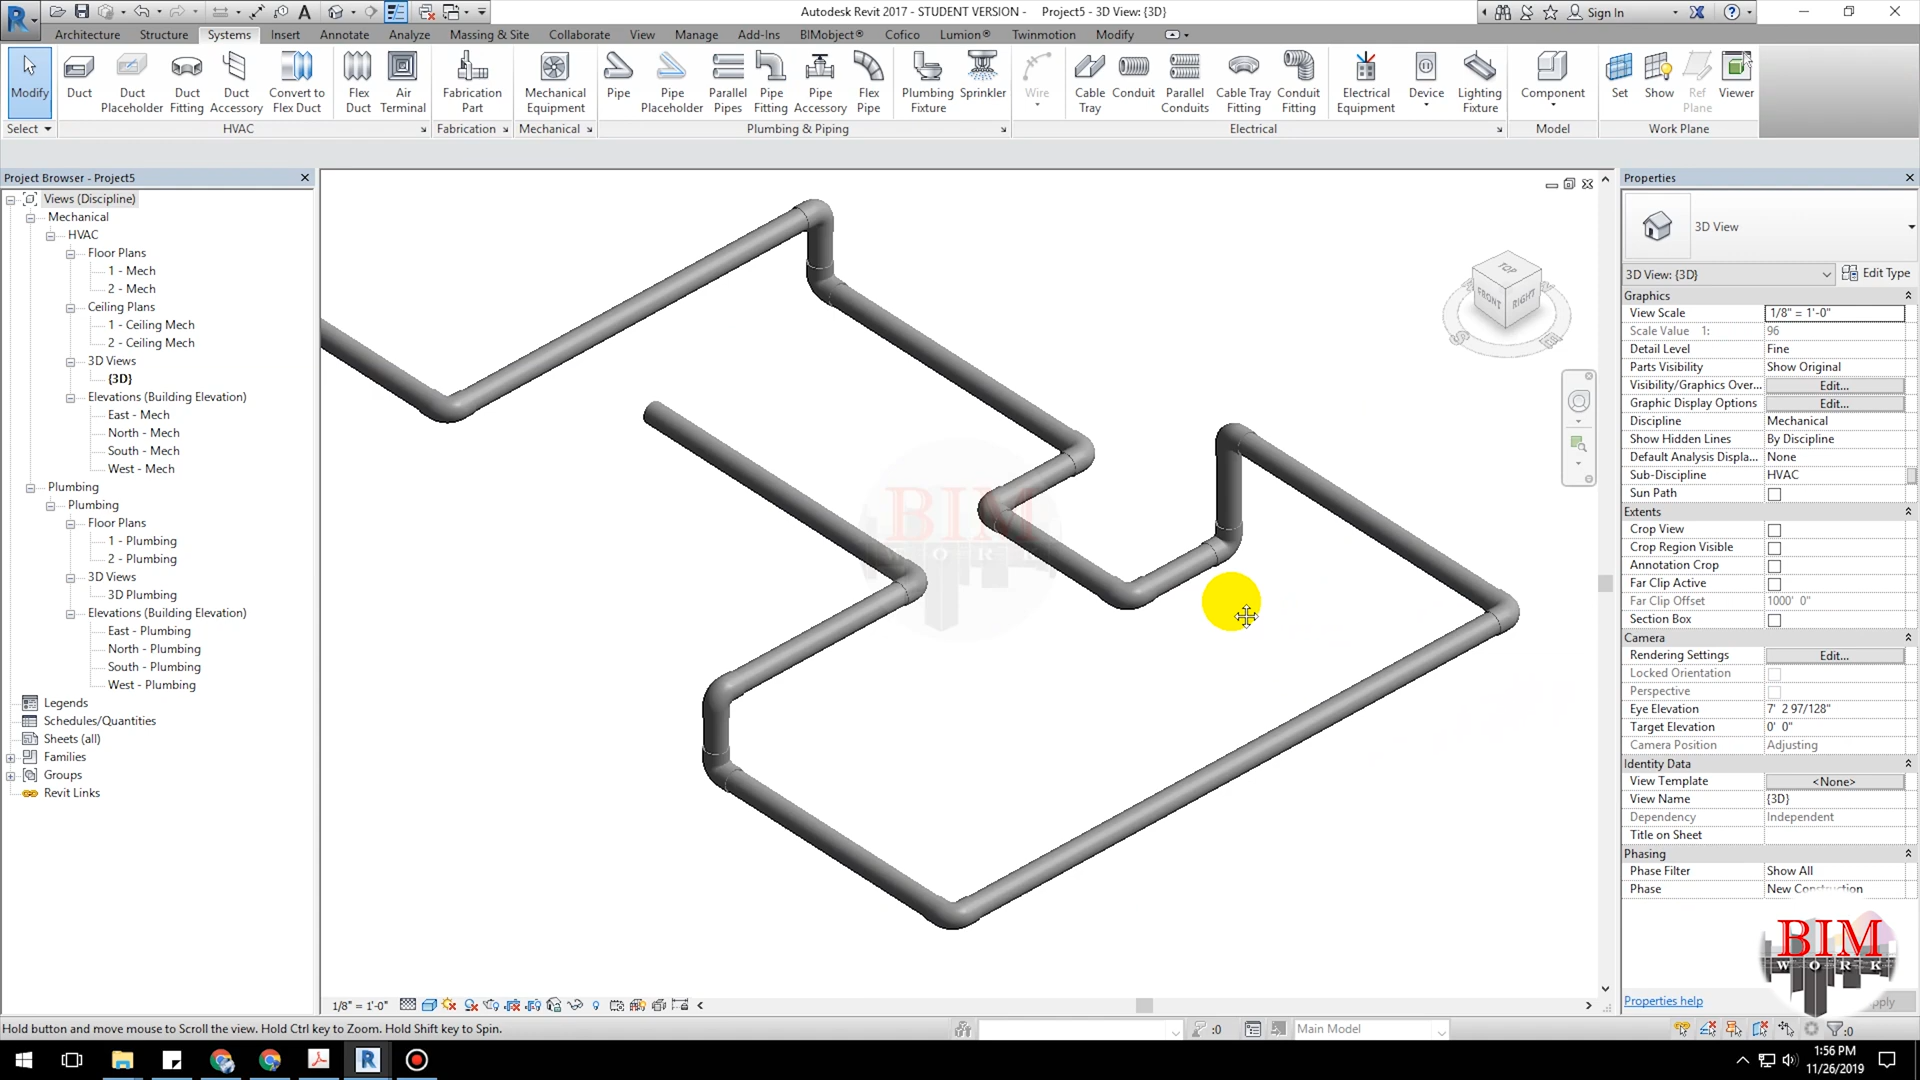 Autodesk Revit 2017 - STUDENT VERSION - Project5 - 3D View: {3D}
Sign In
Architecture Structure Systems Insert Annotate Analyze Massing & Site Collaborate View Manage Add-Ins BIMobject® Cofico Lumion® Twinmotion Modify
Modify
Duct
Duct Placeholder
Duct Fitting
Duct Accessory
Convert to Flex Duct
Flex Duct
Air Terminal
Fabrication Part
Mechanical Equipment
Pipe
Pipe Placeholder
Parallel Pipes
Pipe Fitting
Pipe Accessory
Flex Pipe
Plumbing Fixture
Sprinkler
Wire
Cable Tray
Conduit
Parallel Conduits
Cable Tray Fitting
Conduit Fitting
Electrical Equipment
Device
Lighting Fixture
Component
Set
Show
Ref Plane
Viewer
Select HVAC Fabrication Mechanical Plumbing & Piping Electrical Model Work Plane
Project Browser - Project5
Views (Discipline)
Mechanical
HVAC
Floor Plans
1 - Mech
2 - Mech
Ceiling Plans
1 - Ceiling Mech
2 - Ceiling Mech
3D Views
{3D}
Elevations (Building Elevation)
East - Mech
North - Mech
South - Mech
West - Mech
Plumbing
Plumbing
Floor Plans
1 - Plumbing
2 - Plumbing
3D Views
3D Plumbing
Elevations (Building Elevation)
East - Plumbing
North - Plumbing
South - Plumbing
West - Plumbing
Legends
Schedules/Quantities
Sheets (all)
Families
Groups
Revit Links
TOP
FRONT
RIGHT
S
E
BIM
WORK
Properties
3D View
3D View: {3D} Edit Type
Graphics
View Scale 1/8" = 1'-0"
Scale Value 1: 96
Detail Level Fine
Parts Visibility Show Original
Visibility/Graphics Over... Edit...
Graphic Display Options Edit...
Discipline Mechanical
Show Hidden Lines By Discipline
Default Analysis Displa... None
Sub-Discipline HVAC
Sun Path
Extents
Crop View
Crop Region Visible
Annotation Crop
Far Clip Active
Far Clip Offset 1000' 0"
Section Box
Camera
Rendering Settings Edit...
Locked Orientation
Perspective
Eye Elevation 7' 2 97/128"
Target Elevation 0' 0"
Camera Position Adjusting
Identity Data
View Template <None>
View Name {3D}
Dependency Independent
Title on Sheet
Phasing
Phase Filter Show All
Phase New Construction
BIM
WORK
Properties help
1/8" = 1'-0"
Hold button and move mouse to Scroll the view. Hold Ctrl key to Zoom. Hold Shift key to Spin.
:0
Main Model
:0
1:56 PM
11/26/2019